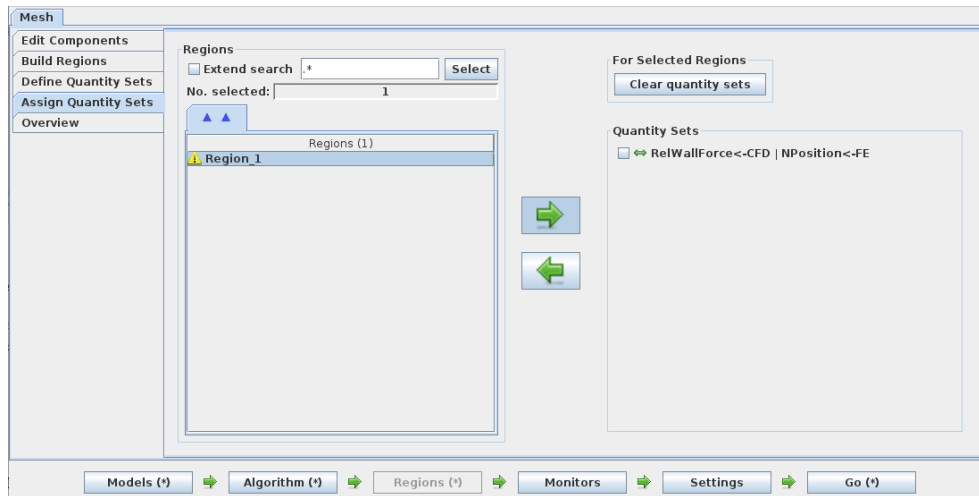 Mesh
Edit Components
Build Regions
Define Quantity Sets
Assign Quantity Sets
Overview
Regions
Extend search .* Select
No. selected: 1
Regions (1)
Region_1
For Selected Regions
Clear quantity sets
Quantity Sets
RelWallForce<-CFD | NPosition<-FE
Models (*) Algorithm (*) Regions (*) Monitors Settings Go (*)